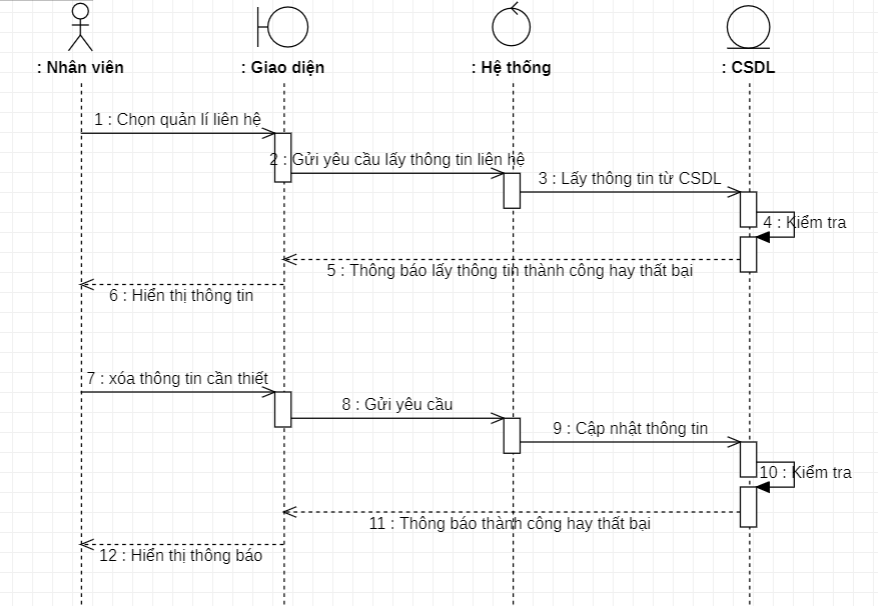 : Nhân viên
: Giao diện
: Hệ thống
: CSDL
1 : Chọn quản lí liên hệ
2 : Gửi yêu cầu lấy thông tin liên hệ
3 : Lấy thông tin từ CSDL
4 : Kiểm tra
5 : Thông báo lấy thông tin thành công hay thất bại
6 : Hiển thị thông tin
7 : xóa thông tin cần thiết
8 : Gửi yêu cầu
9 : Cập nhật thông tin
10 : Kiểm tra
11 : Thông báo thành công hay thất bại
12 : Hiển thị thông báo